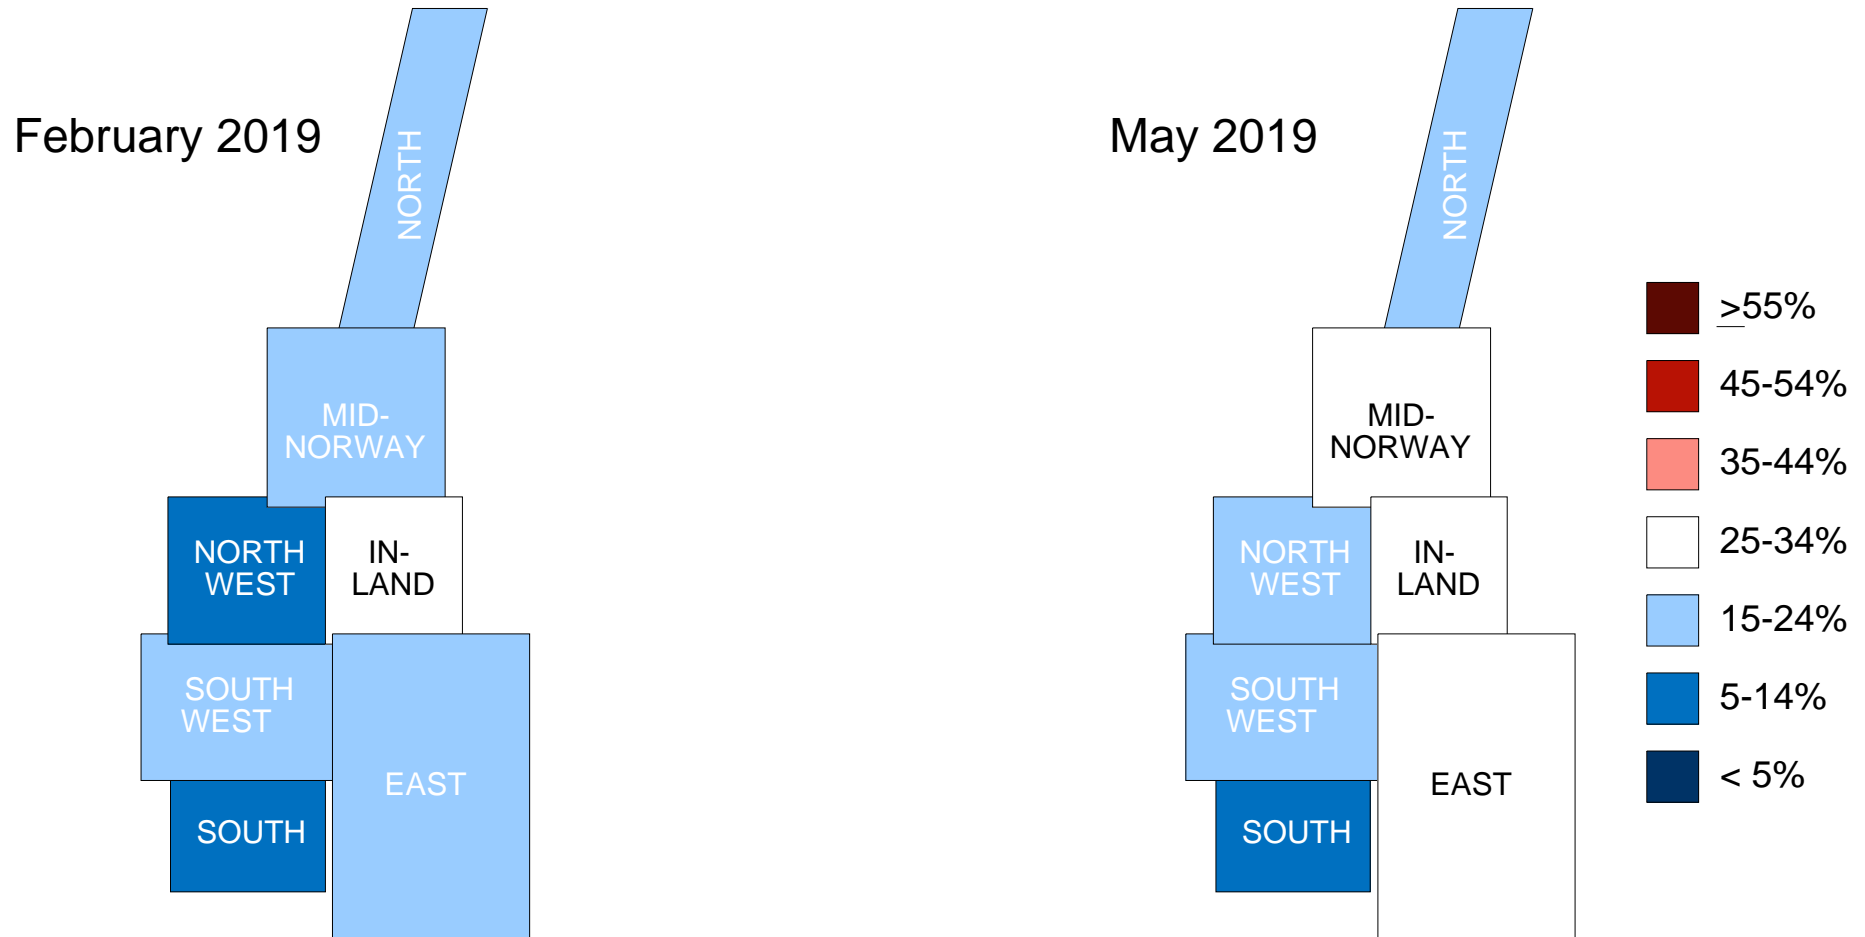 February 2019
NORTH
MID-
NORWAY
NORTH
WEST
IN-
LAND
SOUTH
WEST
EAST
SOUTH
May 2019
NORTH
MID-
NORWAY
NORTH
WEST
IN-
LAND
SOUTH
WEST
EAST
SOUTH
>55%
45-54%
35-44%
25-34%
15-24%
5-14%
< 5%